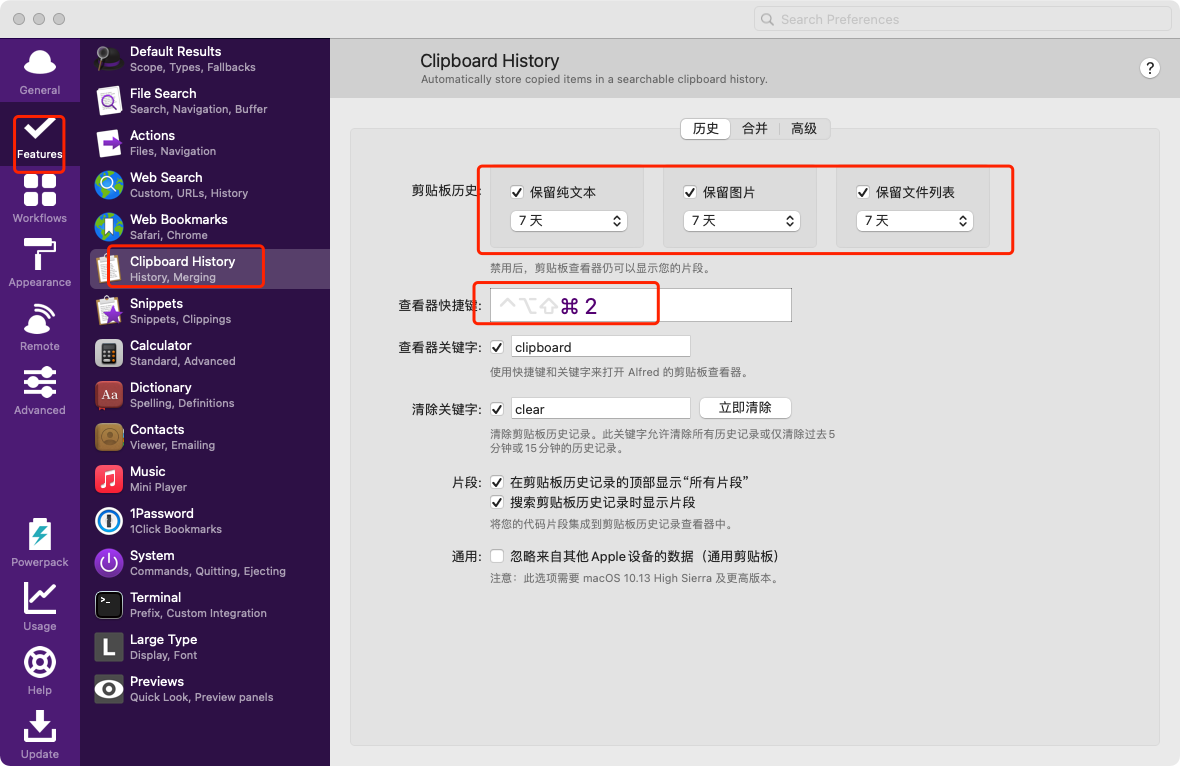 Search Preferences
General
Features
Workflows
Appearance
Remote
Advanced
Powerpack
Usage
Help
Update
Default Results
Scope, Types, Fallbacks
File Search
Search, Navigation, Buffer
Actions
Files, Navigation
Web Search
Custom, URLs, History
Web Bookmarks
Safari, Chrome
Clipboard History
History, Merging
Snippets
Snippets, Clippings
Calculator
Standard, Advanced
Aa
Dictionary
Spelling, Definitions
Contacts
Viewer, Emailing
Music
Mini Player
1Password
1Click Bookmarks
System
Commands, Quitting, Ejecting
>-
Terminal
Prefix, Custom Integration
L
Large Type
Display, Font
Previews
Quick Look, Preview panels
Clipboard History
Automatically store copied items in a searchable clipboard history.
?
历史 合并 高级
剪贴板历史: 保留纯文本 保留图片 保留文件列表
7 天 7 天 7 天
禁用后，剪贴板查看器仍可以显示您的片段。
查看器快捷键: ^⌥⇧⌘ 2
查看器关键字: clipboard
使用快捷键和关键字来打开 Alfred 的剪贴板查看器。
清除关键字: clear 立即清除
清除剪贴板历史记录。此关键字允许清除所有历史记录或仅清除过去5
分钟或15分钟的历史记录。
片段: 在剪贴板历史记录的顶部显示“所有片段”
搜索剪贴板历史记录时显示片段
将您的代码片段集成到剪贴板历史记录查看器中。
通用: 忽略来自其他Apple设备的数据（通用剪贴板）
注意：此选项需要 macOS 10.13 High Sierra 及更高版本。